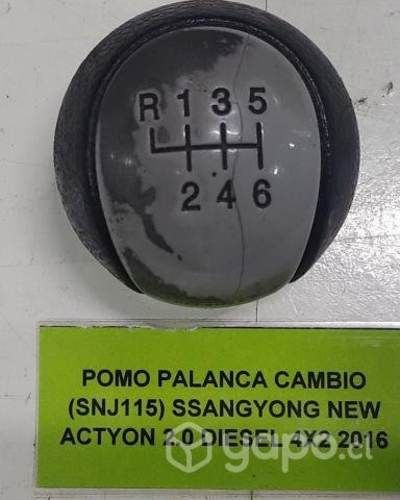 R 1 3 5
2 4 6
POMO PALANCA CAMBIO
(SNJ115) SSANGYONG NEW
ACTYON 2.0 DIESEL 4X2 2016
yapo.cl